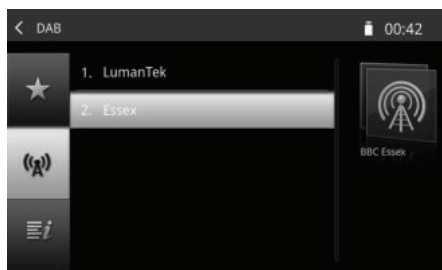 DAB
00:42
1. LumanTek
2. Essex
BBC Essex